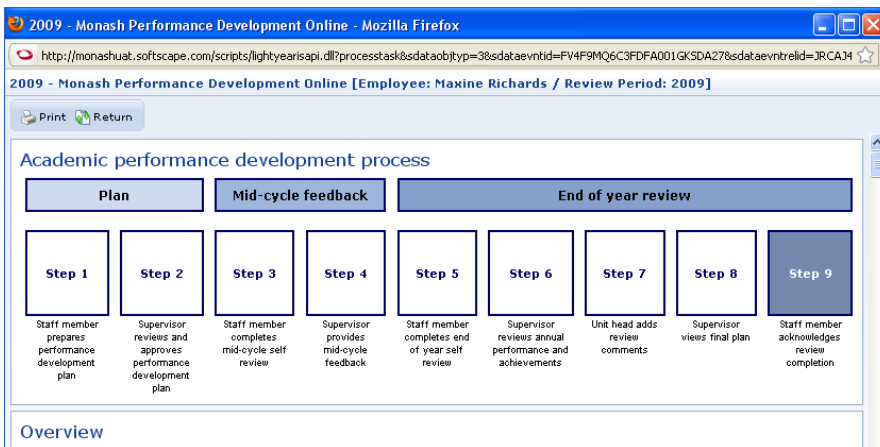 2009 - Monash Performance Development Online - Mozilla Firefox
http://monashuat.softscape.com/scripts/lightyearisapi.dll?processtask&sdataobjtyp=3&sdataevntid=FV4F9MQ6C3FDFA001GKSDA27&sdataevntrelid=JRCAJ4
2009 - Monash Performance Development Online [Employee: Maxine Richards / Review Period: 2009]
Print Return
Academic performance development process
Plan Mid-cycle feedback End of year review
Step 1 Step 2 Step 3 Step 4 Step 5 Step 6 Step 7 Step 8 Step 9
Staff member Supervisor Staff member Supervisor Staff member Supervisor Unit head adds Supervisor Staff member
prepares reviews and completes provides completes end reviews annual review views final plan acknowledges
performance approves mid-cycle self mid-cycle of year self performance and comments review
development performance review feedback review achievements completion
plan development
plan
Overview